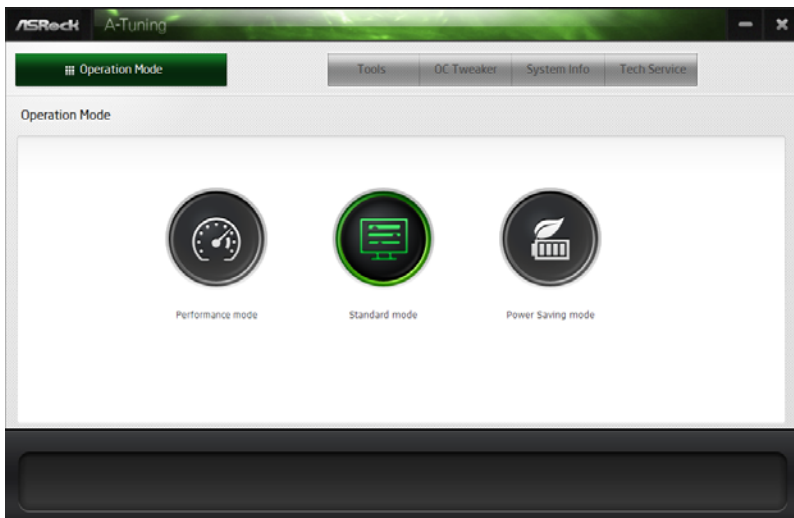 ASRock A-Tuning
Operation Mode Tools OC Tweaker System Info Tech Service
Operation Mode
Performance mode Standard mode Power Saving mode